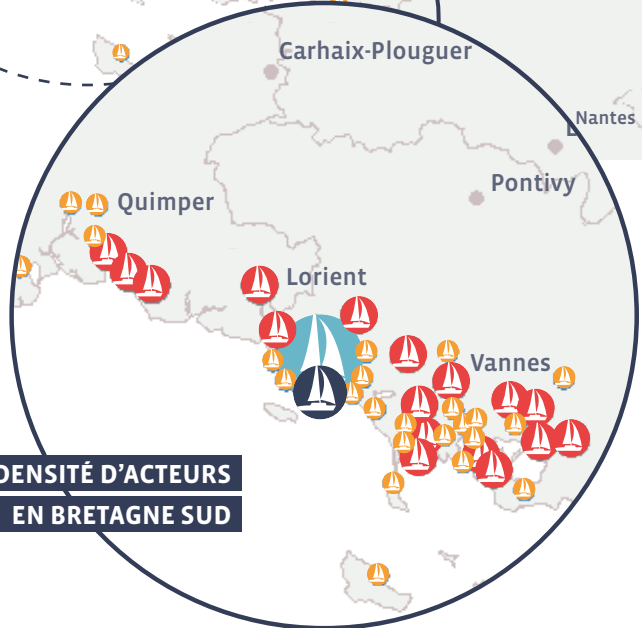 Carhaix-Plouguer
Nantes
Pontivy
Quimper
Lorient
Vannes
DENSITÉ D'ACTEURS
EN BRETAGNE SUD